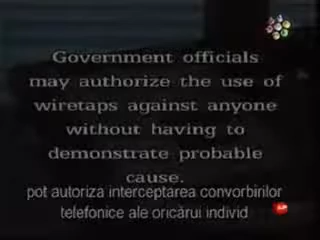 Government officials
may authorize the use of
wiretaps against anyone
without having to
demonstrate probable
cause.
pot autoriza interceptarea convorbirilor
telefonice ale oricărui individ